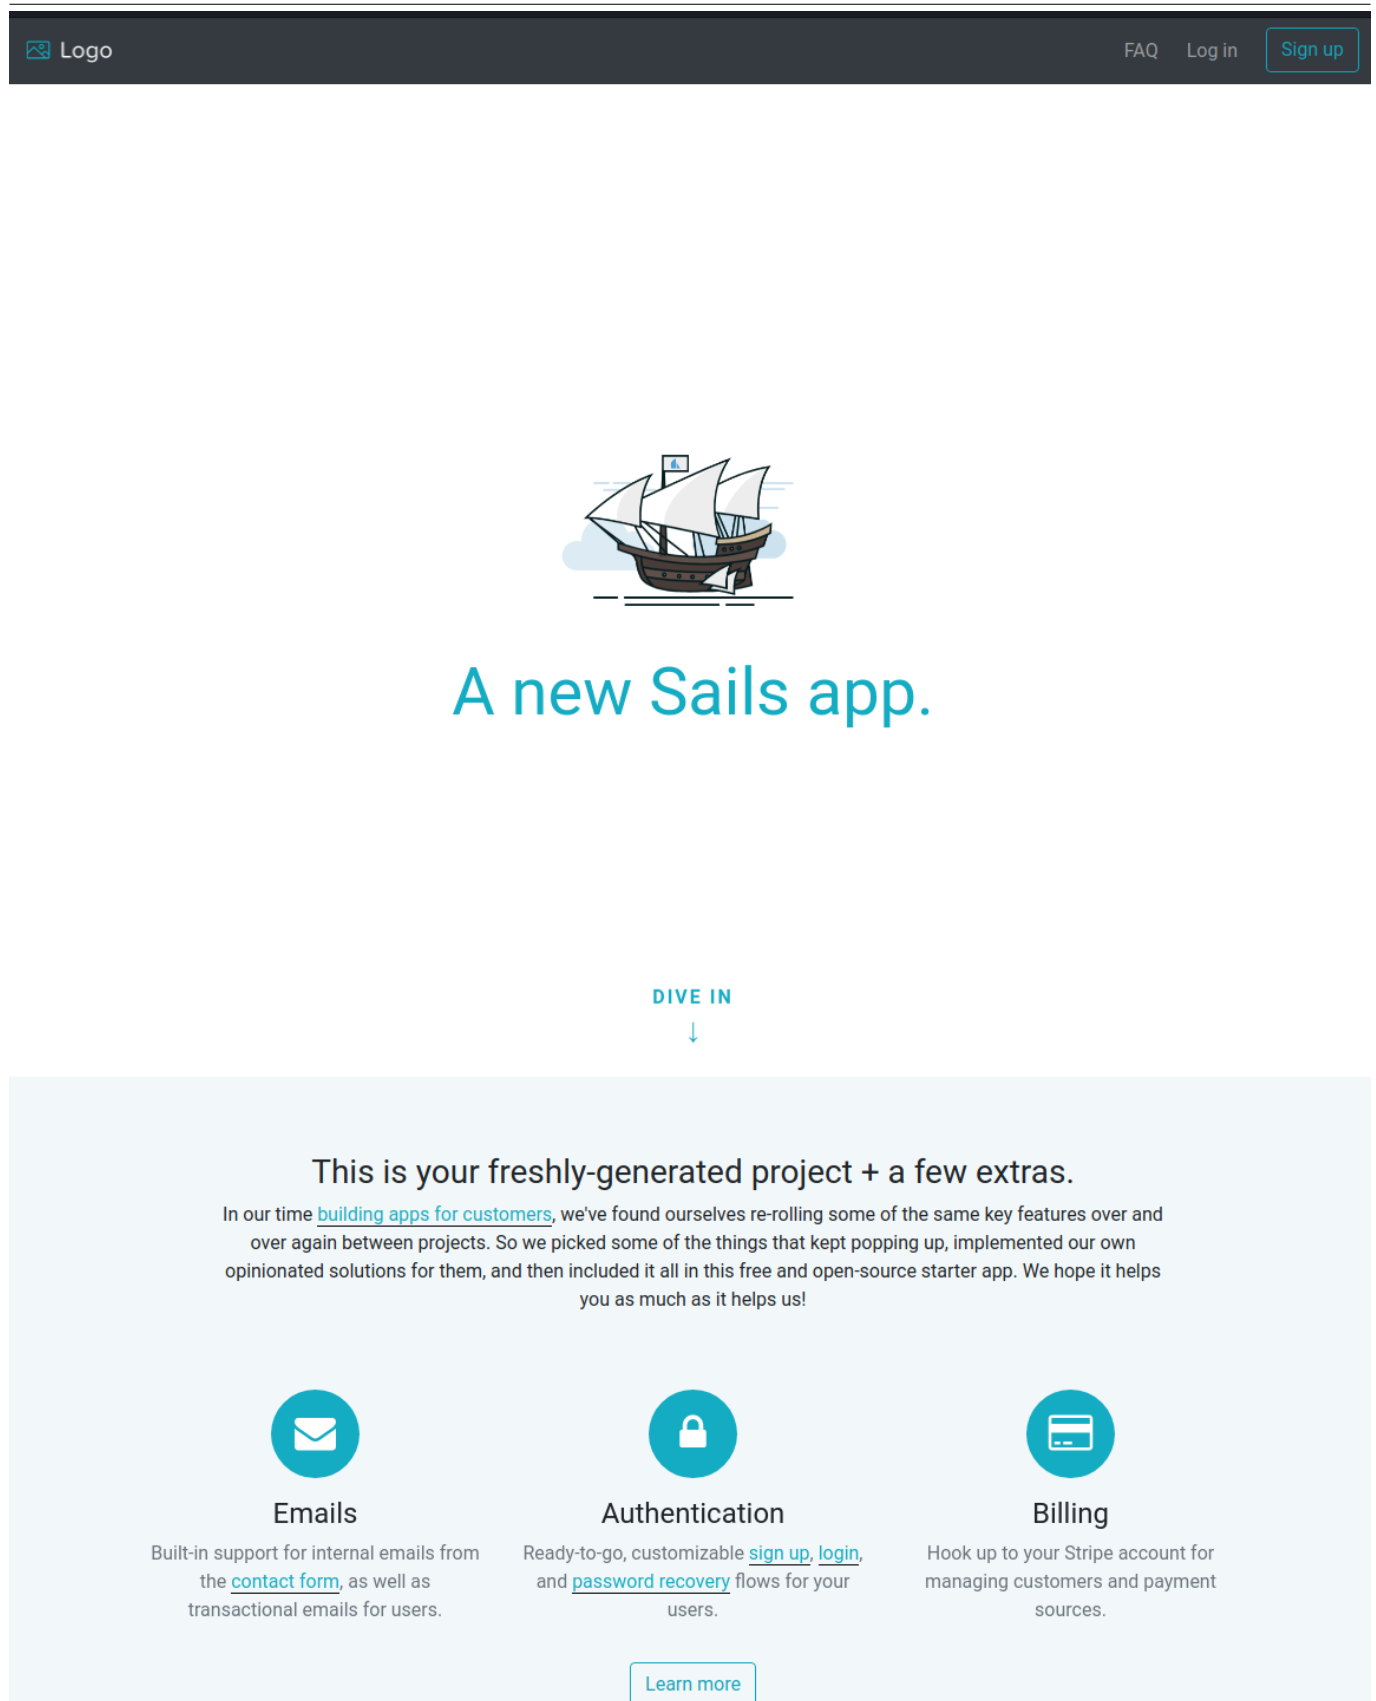 Logo
FAQ
Log in
Sign up
A new Sails app.
DIVE IN
↓
This is your freshly-generated project + a few extras.
In our time building apps for customers, we've found ourselves re-rolling some of the same key features over and
over again between projects. So we picked some of the things that kept popping up, implemented our own
opinionated solutions for them, and then included it all in this free and open-source starter app. We hope it helps
you as much as it helps us!
Emails
Built-in support for internal emails from
the contact form, as well as
transactional emails for users.
Authentication
Ready-to-go, customizable sign up, login,
and password recovery flows for your
users.
Billing
Hook up to your Stripe account for
managing customers and payment
sources.
Learn more